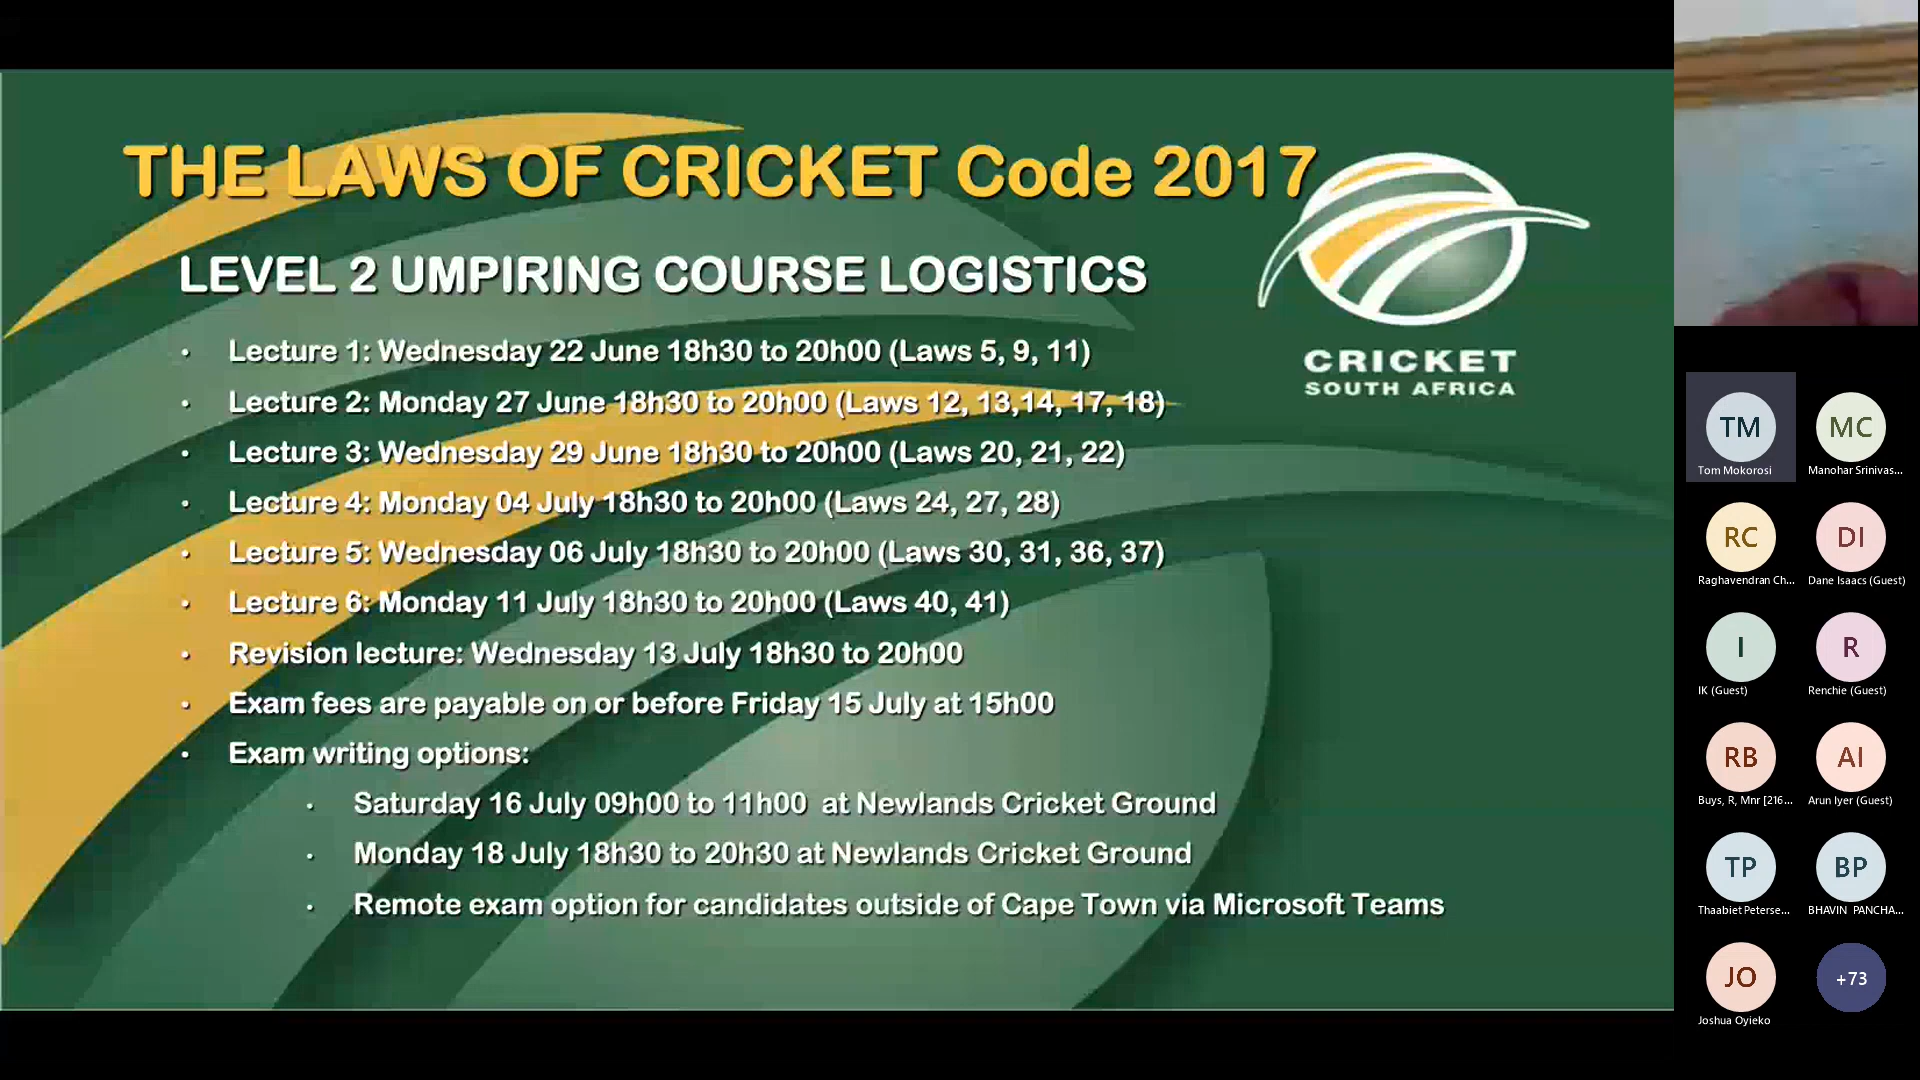 THE LAWS OF CRICKET Code 2017
LEVEL 2 UMPIRING COURSE LOGISTICS
• Lecture 1: Wednesday 22 June 18h30 to 20h00 (Laws 5, 9, 11)
• Lecture 2: Monday 27 June 18h30 to 20h00 (Laws 12, 13,14, 17, 18)
• Lecture 3: Wednesday 29 June 18h30 to 20h00 (Laws 20, 21, 22)
• Lecture 4: Monday 04 July 18h30 to 20h00 (Laws 24, 27, 28)
• Lecture 5: Wednesday 06 July 18h30 to 20h00 (Laws 30, 31, 36, 37)
• Lecture 6: Monday 11 July 18h30 to 20h00 (Laws 40, 41)
• Revision lecture: Wednesday 13 July 18h30 to 20h00
• Exam fees are payable on or before Friday 15 July at 15h00
• Exam writing options:
• Saturday 16 July 09h00 to 11h00 at Newlands Cricket Ground
• Monday 18 July 18h30 to 20h30 at Newlands Cricket Ground
• Remote exam option for candidates outside of Cape Town via Microsoft Teams
CRICKET
SOUTH AFRICA
TM MC
Tom Mokorosi Manohar Srinivas...
RC DI
Raghavendran Ch... Dane Isaacs (Guest)
I R
IK (Guest) Renchie (Guest)
RB AI
Buys, R, Mnr [216... Arun Iyer (Guest)
TP BP
Thaabiet Peterse... BHAVIN PANCHA...
JO +73
Joshua Oyieko